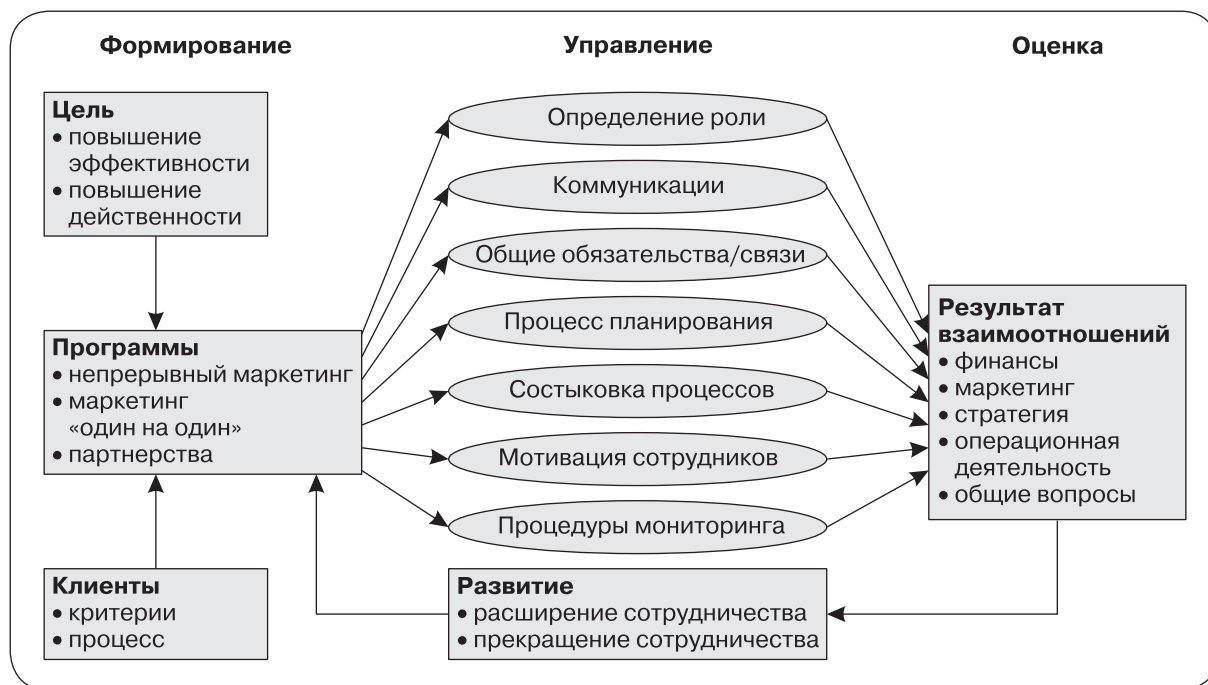 Формирование
Управление
Оценка
Цель
• повышение
эффективности
• повышение
действенности
Программы
• непрерывный маркетинг
• маркетинг
«один на один»
• партнерства
Клиенты
• критерии
• процесс
Определение роли
Коммуникации
Общие обязательства/связи
Процесс планирования
Состыковка процессов
Мотивация сотрудников
Процедуры мониторинга
Развитие
• расширение сотрудничества
• прекращение сотрудничества
Результат
взаимоотношений
• финансы
• маркетинг
• стратегия
• операционная
деятельность
• общие вопросы